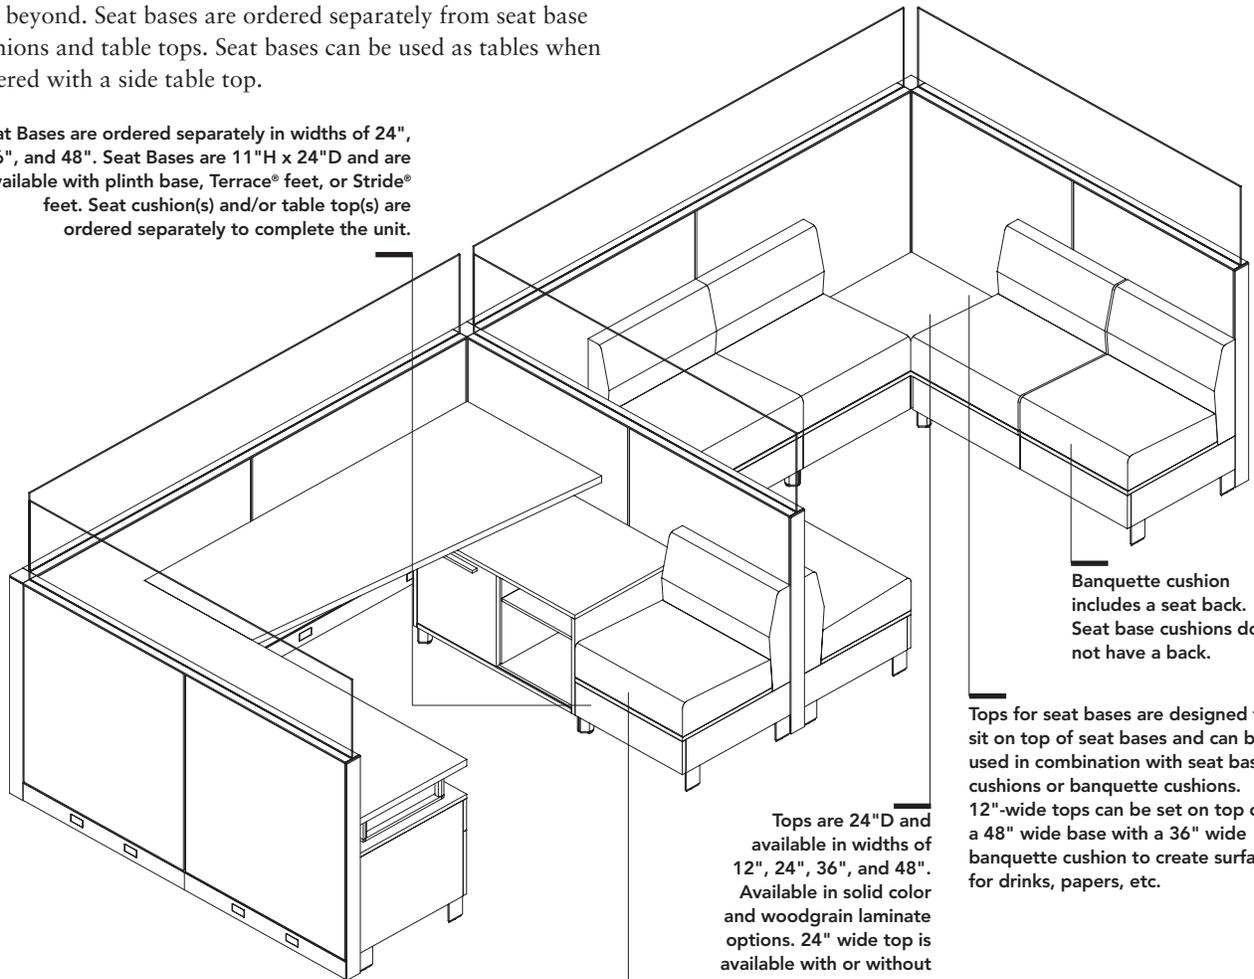 beyond. Seat bases are ordered separately from seat base
and table tops. Seat bases can be used as tables when
with a side table top.
Bases are ordered separately in widths of 24",
and 48". Seat Bases are 11"H x 24"D and are
with plinth base, Terrace® feet, or Stride®
feet. Seat cushion(s) and/or table top(s) are
ordered separately to complete the unit.
Banquette cushion
includes a seat back.
Seat base cushions do
not have a back.
Tops for seat bases are designed
sit on top of seat bases and can
used in combination with seat
cushions or banquette cushions.
12"-wide tops can be set on top
a 48" wide base with a 36" wide
banquette cushion to create
for drinks, papers, etc.
Tops are 24"D and
available in widths of
12", 24", 36", and 48".
Available in solid color
and woodgrain laminate
options. 24" wide top is
available with or without